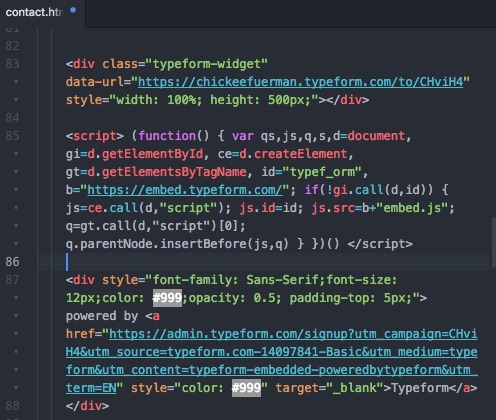 contact.ht
81
82
83 <div class="typeform-widget"
data-url="https://chickeefuerman.typeform.com/to/CHviH4"
style="width: 100%; height: 500px;"></div>
84
85 <script> (function() { var qs,js,q,s,d=document,
gi=d.getElementById, ce=d.createElement,
gt=d.getElementsByTagName, id="typef_orm",
b="https://embed.typeform.com/"; if(!gi.call(d,id)) {
js=ce.call(d,"script"); js.id=id; js.src=b+"embed.js";
q=gt.call(d,"script")[0];
q.parentNode.insertBefore(js,q) } })() </script>
86
87 <div style="font-family: Sans-Serif;font-size:
12px;color: #999;opacity: 0.5; padding-top: 5px;">
powered by <a
href="https://admin.typeform.com/signup?utm_campaign=CHvi
H4&utm_source=typeform.com-14097841-Basic&utm_medium=type
form&utm_content=typeform-embedded-poweredbytypeform&utm_
term=EN" style="color: #999" target="_blank">Typeform</a>
</div>
88